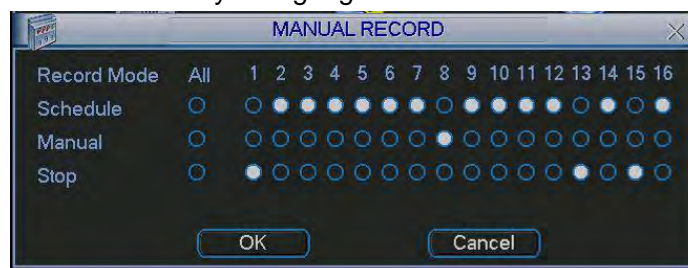 MANUAL RECORD
Record Mode All 1 2 3 4 5 6 7 8 9 10 11 12 13 14 15 16
Schedule
Manual
Stop
OK Cancel